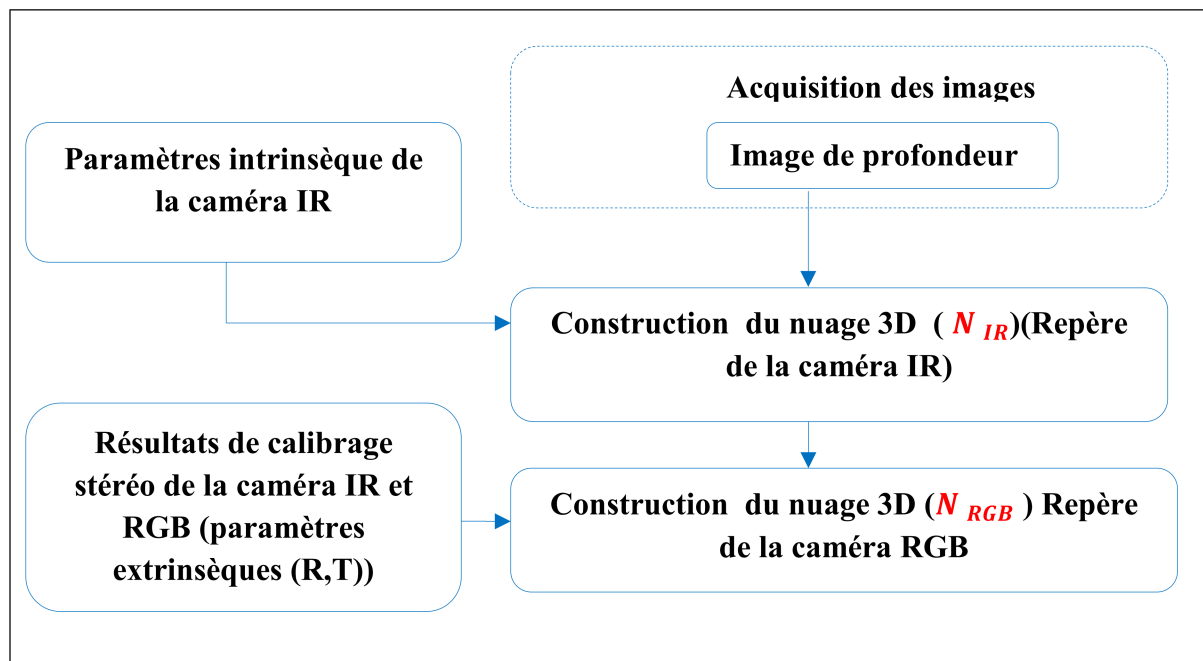 Acquisition des images
Image de profondeur
Paramètres intrinsèque de
la caméra IR
Construction du nuage 3D ( N IR)(Repère
de la caméra IR)
Résultats de calibrage
stéréo de la caméra IR et
RGB (paramètres
extrinsèques (R,T))
Construction du nuage 3D (N RGB ) Repère
de la caméra RGB